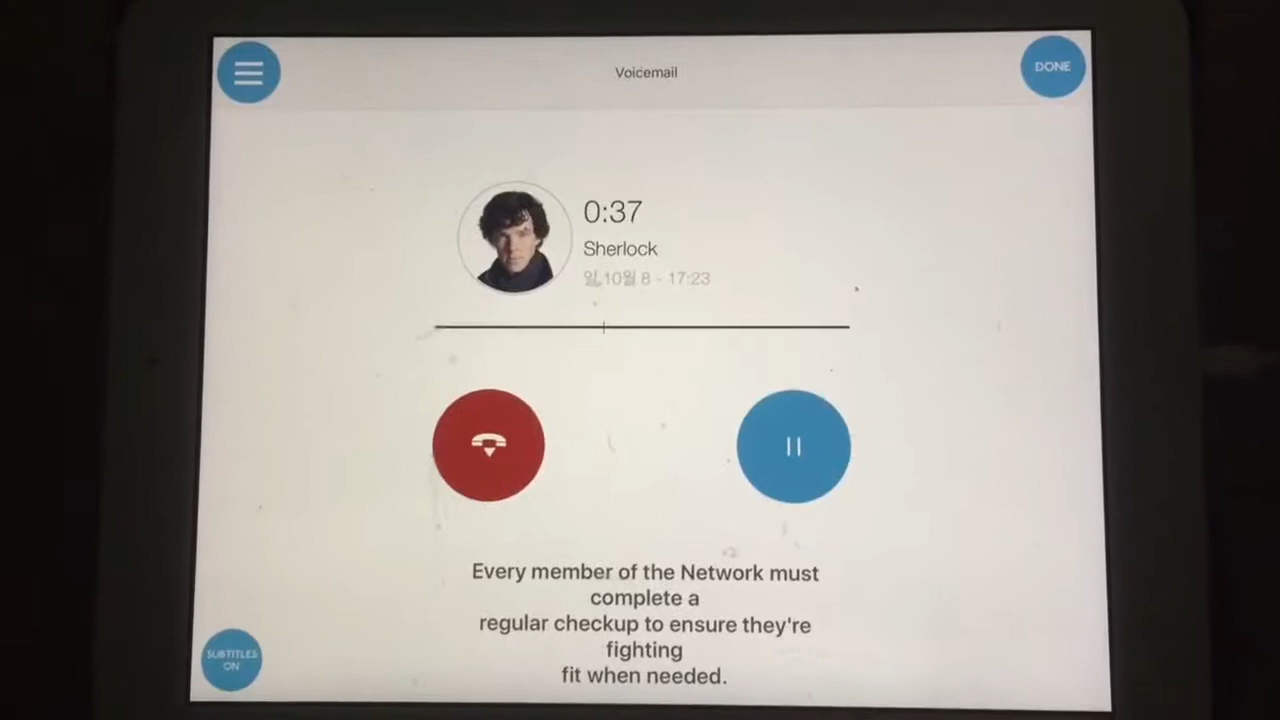 Voicemail
DONE
0:37
Sherlock
일, 10월 8 - 17:23
Every member of the Network must
complete a
regular checkup to ensure they're
fighting
fit when needed.
SUBTITLES
ON